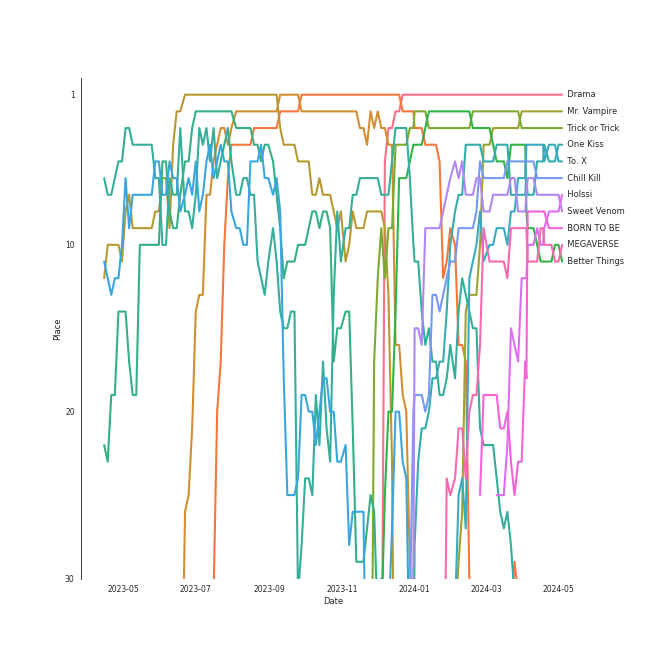 Drama
1
Mr. Vampire
Trick or Trick
One Kiss
To. X
Chill Kill
Holssi
Sweet Venom
BORN TO BE
10
MEGAVERSE
Better Things
Place
20
30
2023-05
2023-07
2023-09
2023-11
2024-01
2024-03
2024-05
Date